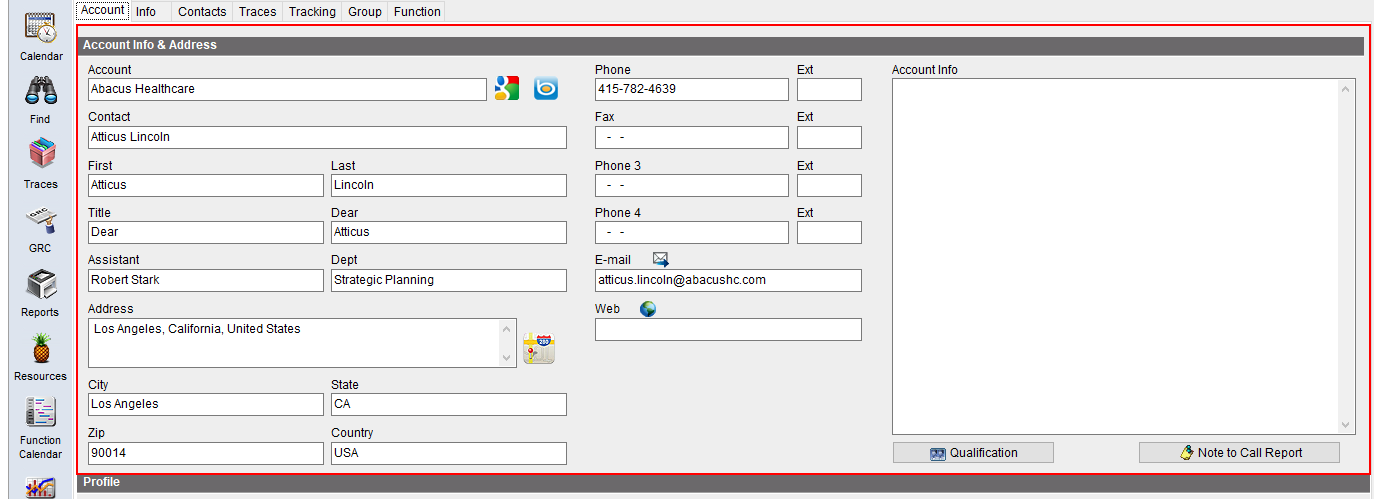 Account Info Contacts Traces Tracking Group Function
Calendar
Find
Traces
GRC
GRC
Reports
Resources
Function
Calendar
Account Info & Address
Account
Abacus Healthcare
Contact
Atticus Lincoln
First Last
Atticus Lincoln
Title Dear
Dear Atticus
Assistant Dept
Robert Stark Strategic Planning
Address
Los Angeles, California, United States
City State
Los Angeles CA
Zip Country
90014 USA
Phone Ext
415-782-4639
Fax Ext
- -
Phone 3 Ext
- -
Phone 4 Ext
- -
E-mail
atticus.lincoln@abacushc.com
Web
Account Info
Qualification Note to Call Report
Profile